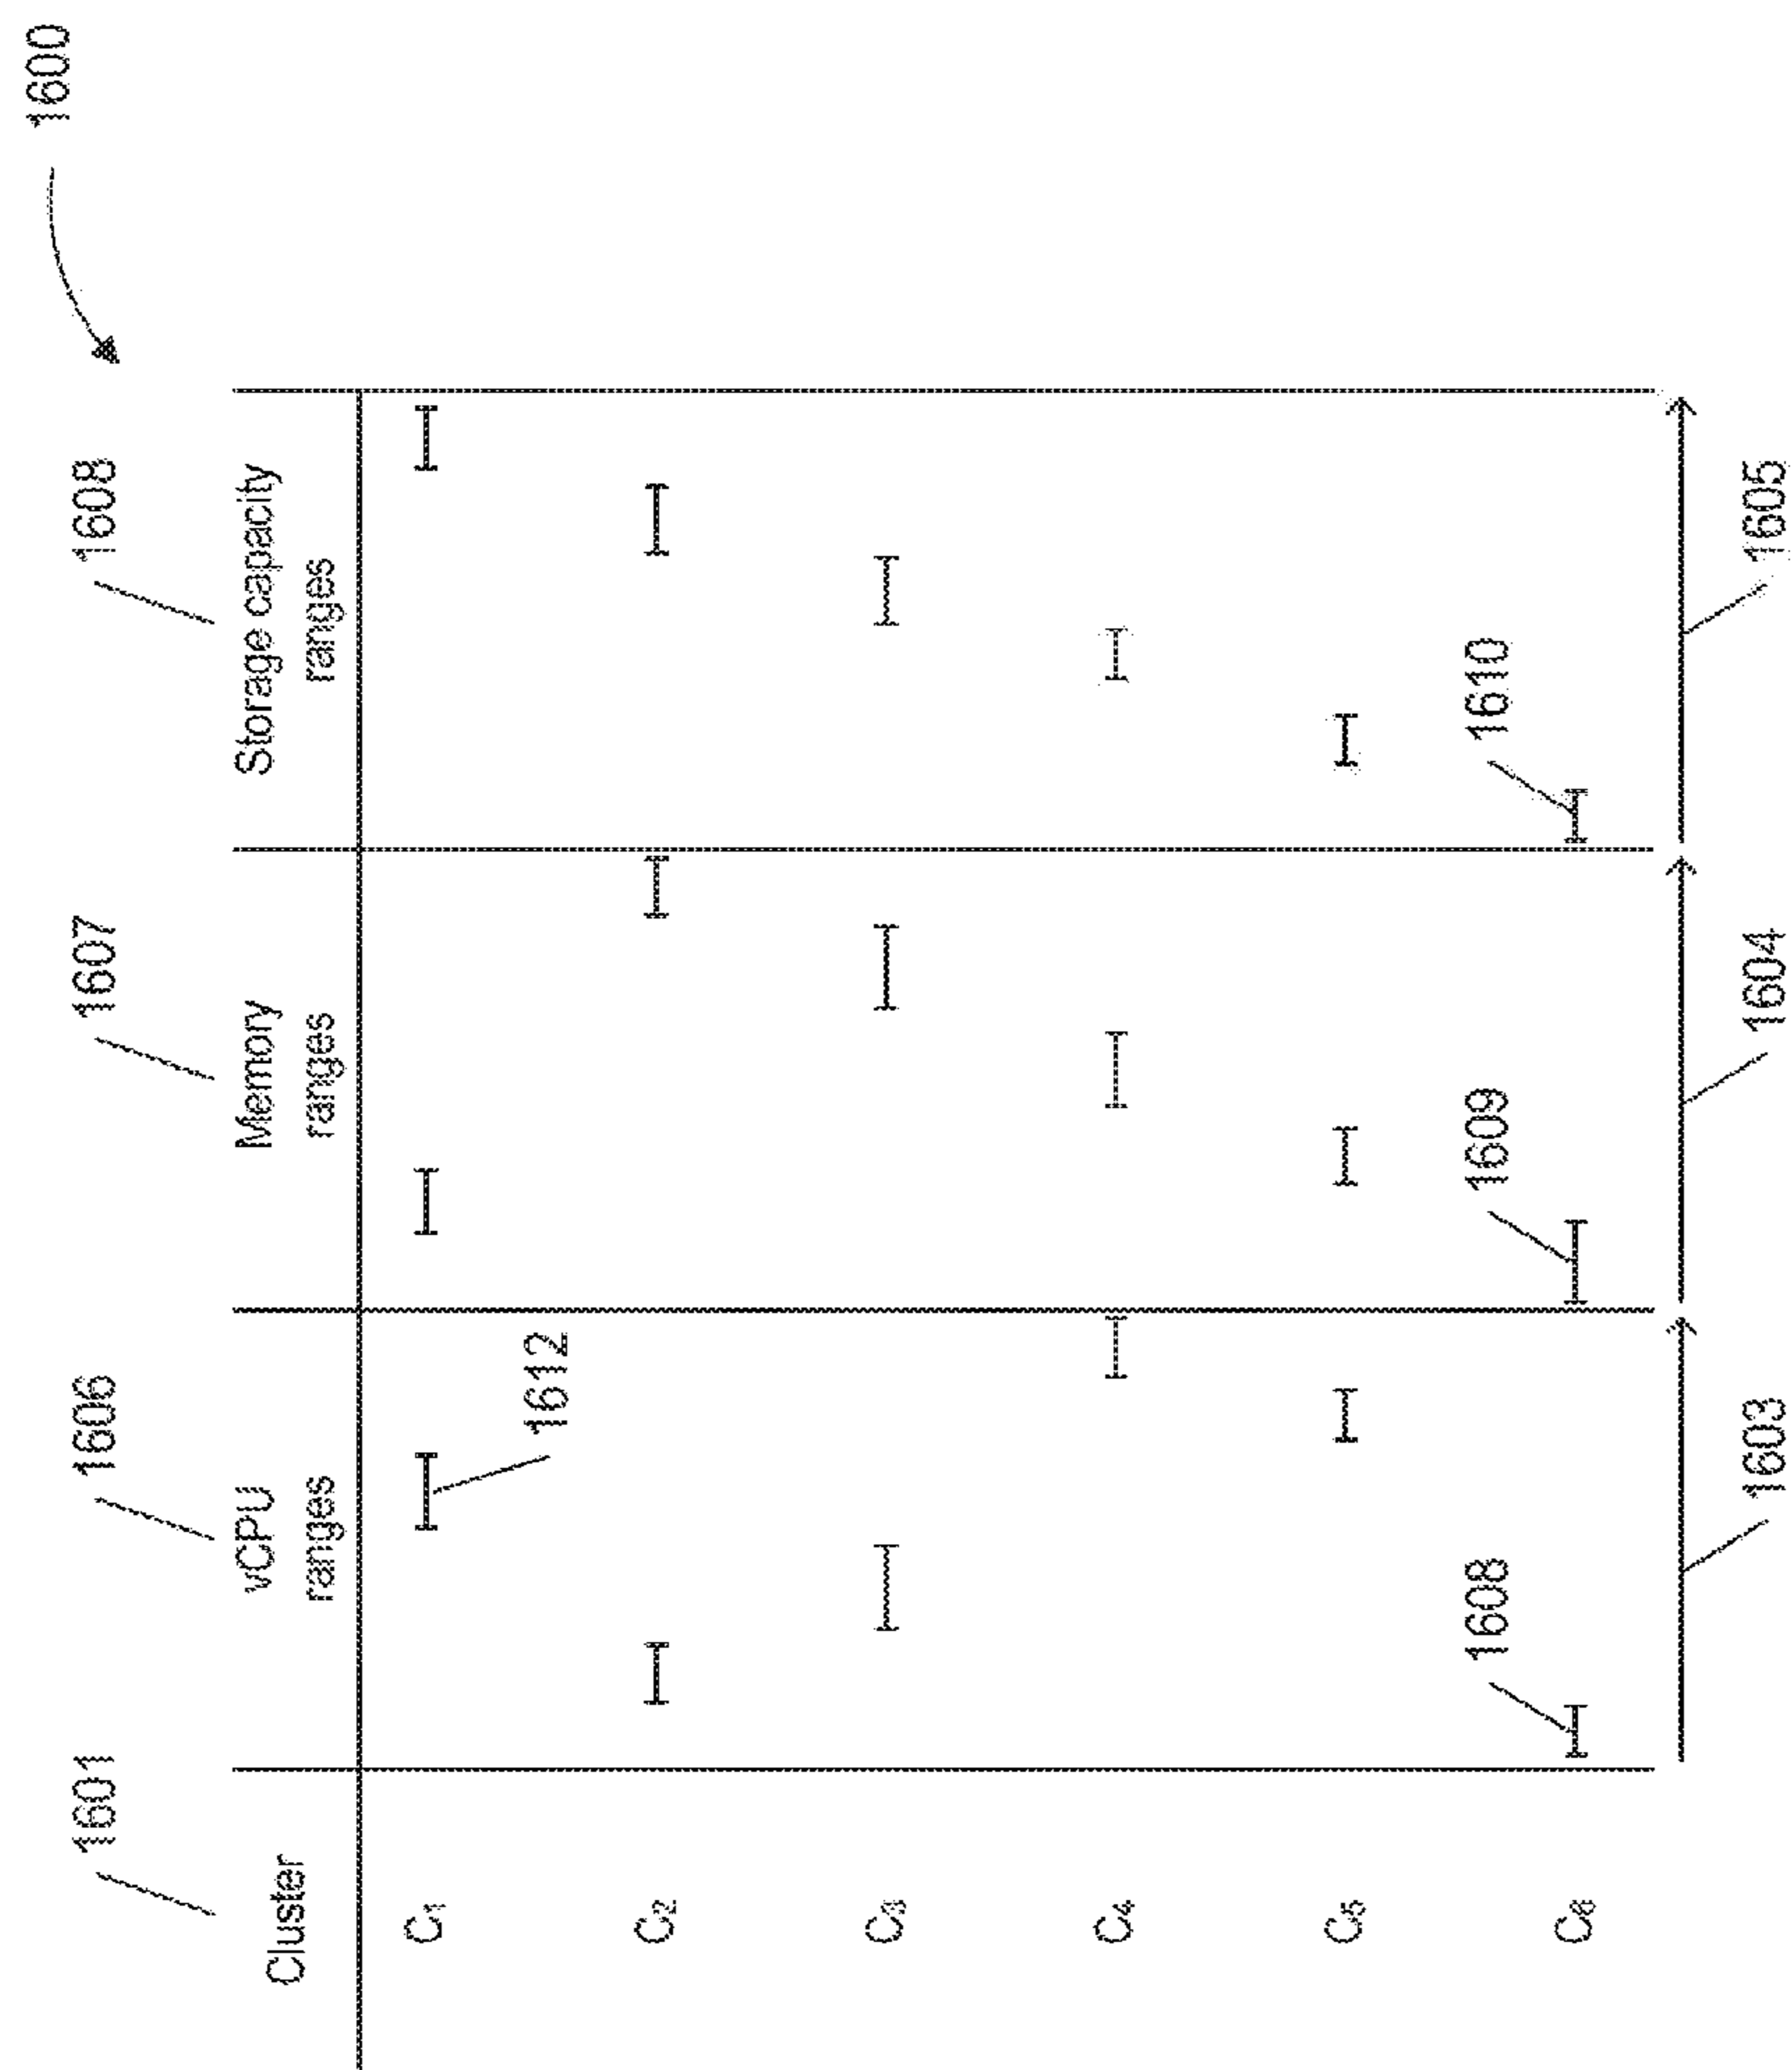 1600
1601
1606
1607
1608
Cluster
vCPU
ranges
Memory
ranges
Storage capacity
ranges
C1
1612
C2
C3
C4
C5
C6
1608
1609
1610
1603
1604
1605